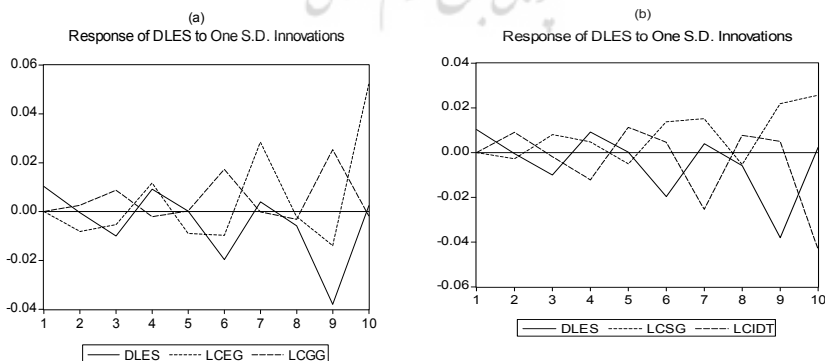 (a)
Response of DLES to One S.D. Innovations
0.06
0.04
0.02
0.00
-0.02
-0.04
1 2 3 4 5 6 7 8 9 10
DLES LCEG LCGG
(b)
Response of DLES to One S.D. Innovations
0.04
0.02
0.00
-0.02
-0.04
-0.06
1 2 3 4 5 6 7 8 9 10
DLES LCSG LCIDT